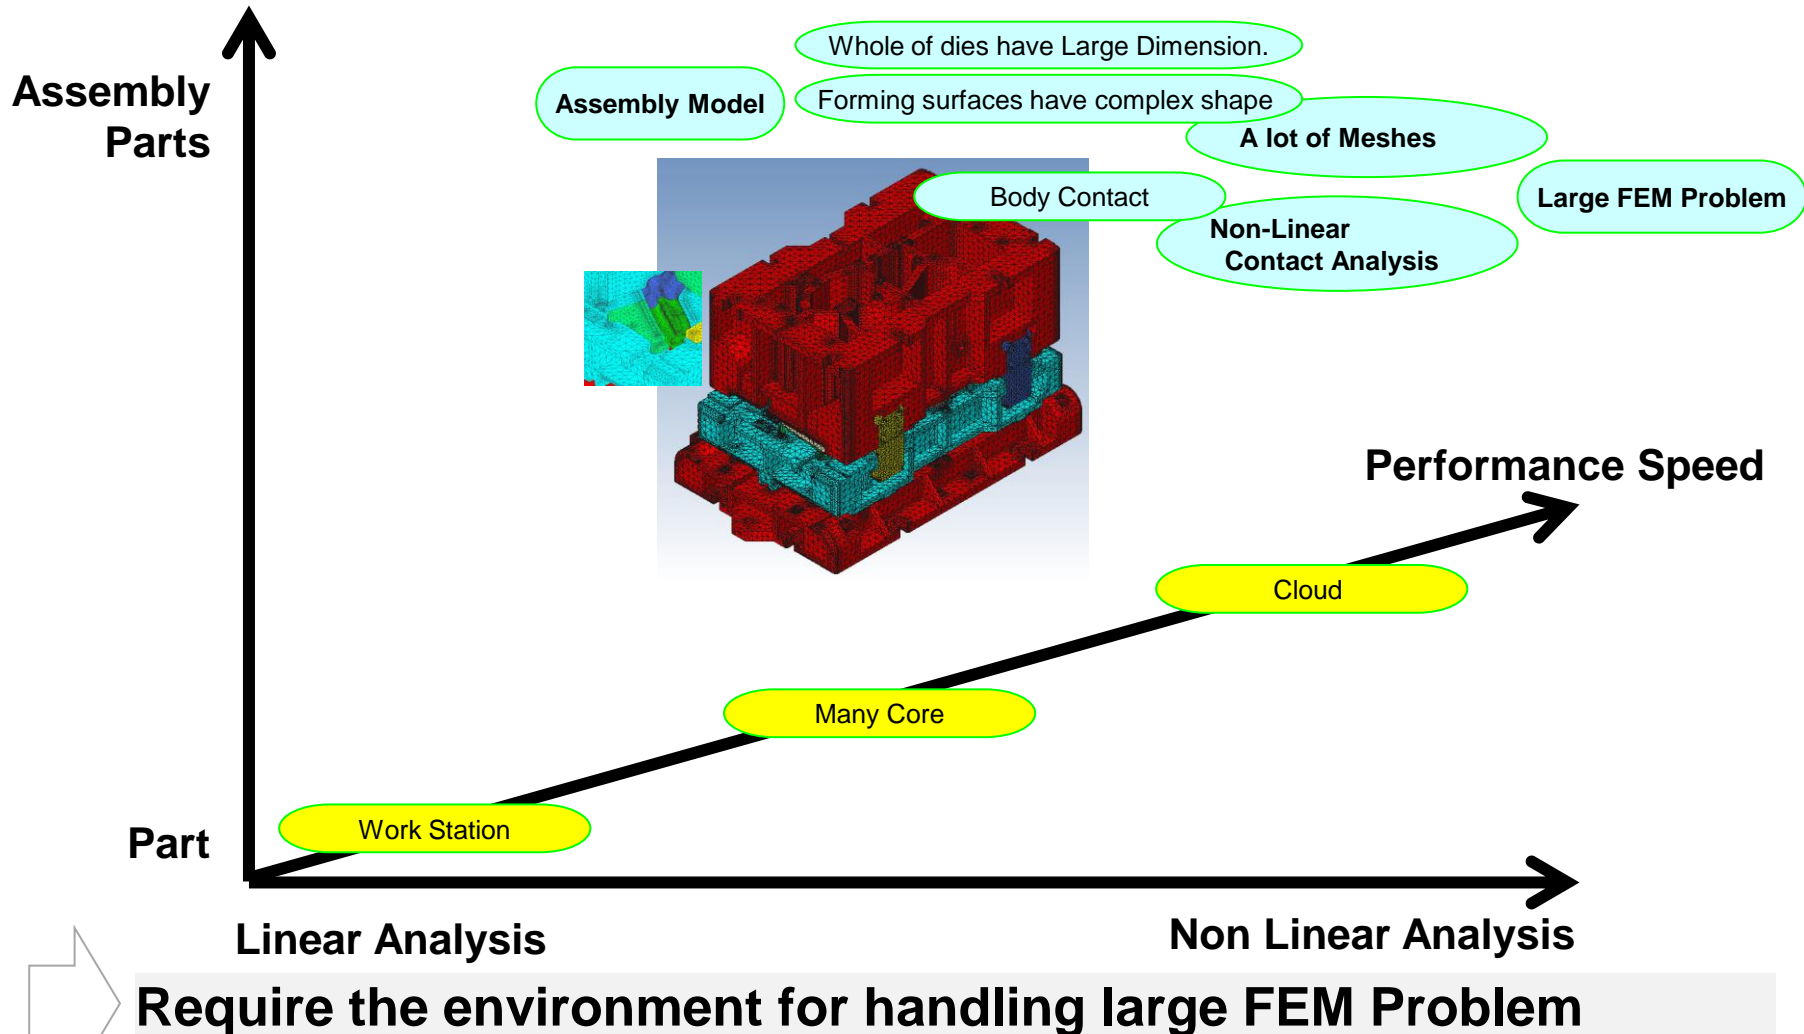 Whole of dies have Large Dimension.
Assembly
Parts
Assembly Model
Forming surfaces have complex shape
A lot of Meshes
Body Contact
Large FEM Problem
Non-Linear
Contact Analysis
Performance Speed
Cloud
Many Core
Work Station
Part
Linear Analysis
Non Linear Analysis
Require the environment for handling large FEM Problem